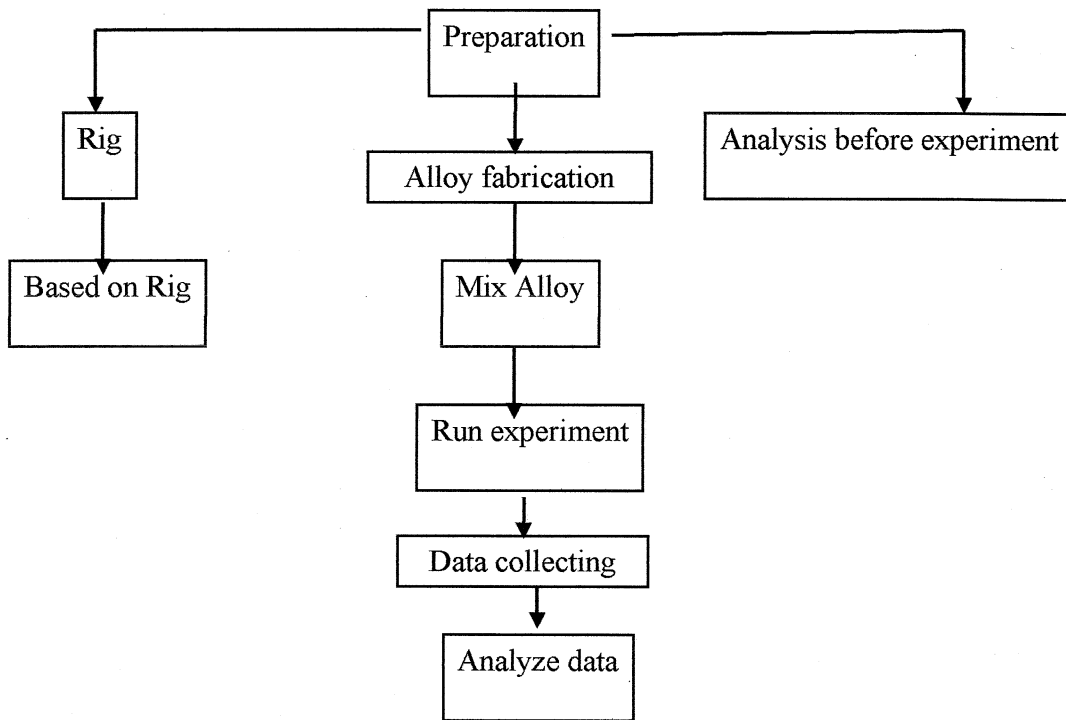 Preparation
Rig
Analysis before experiment
Alloy fabrication
Based on Rig
Mix Alloy
Run experiment
Data collecting
Analyze data